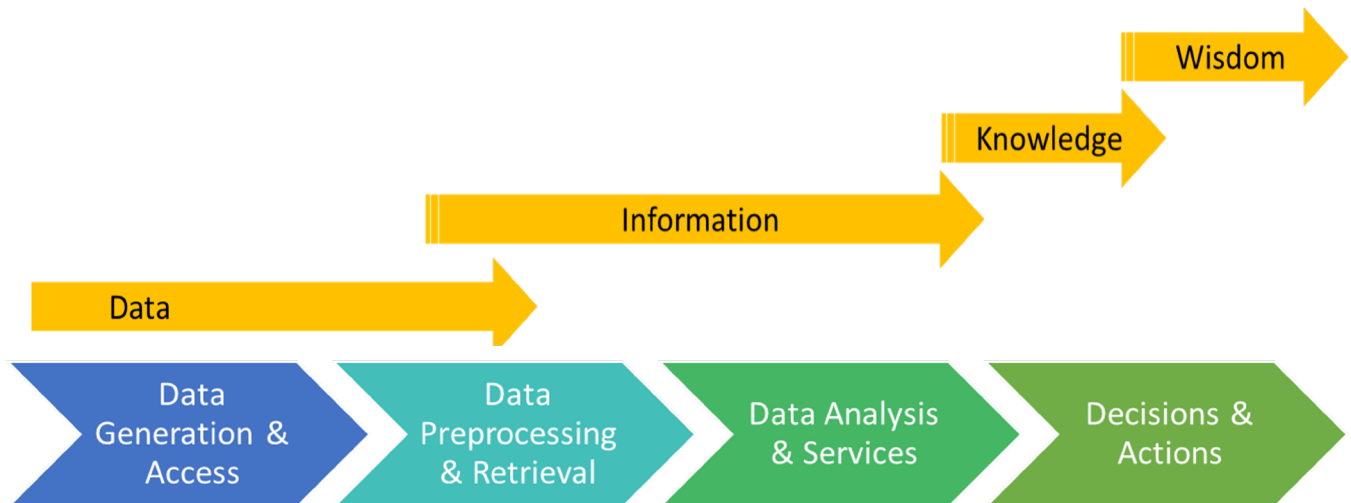 Wisdom
Knowledge
Information
Data
Data
Generation &
Access
Data
Preprocessing
& Retrieval
Data Analysis
& Services
Decisions &
Actions